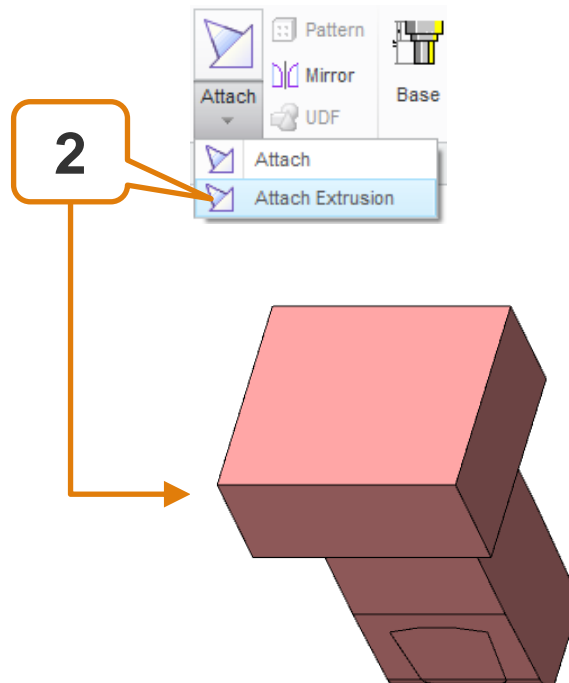 Pattern
Mirror
Attach
UDF
Base
2
Attach
Attach Extrusion